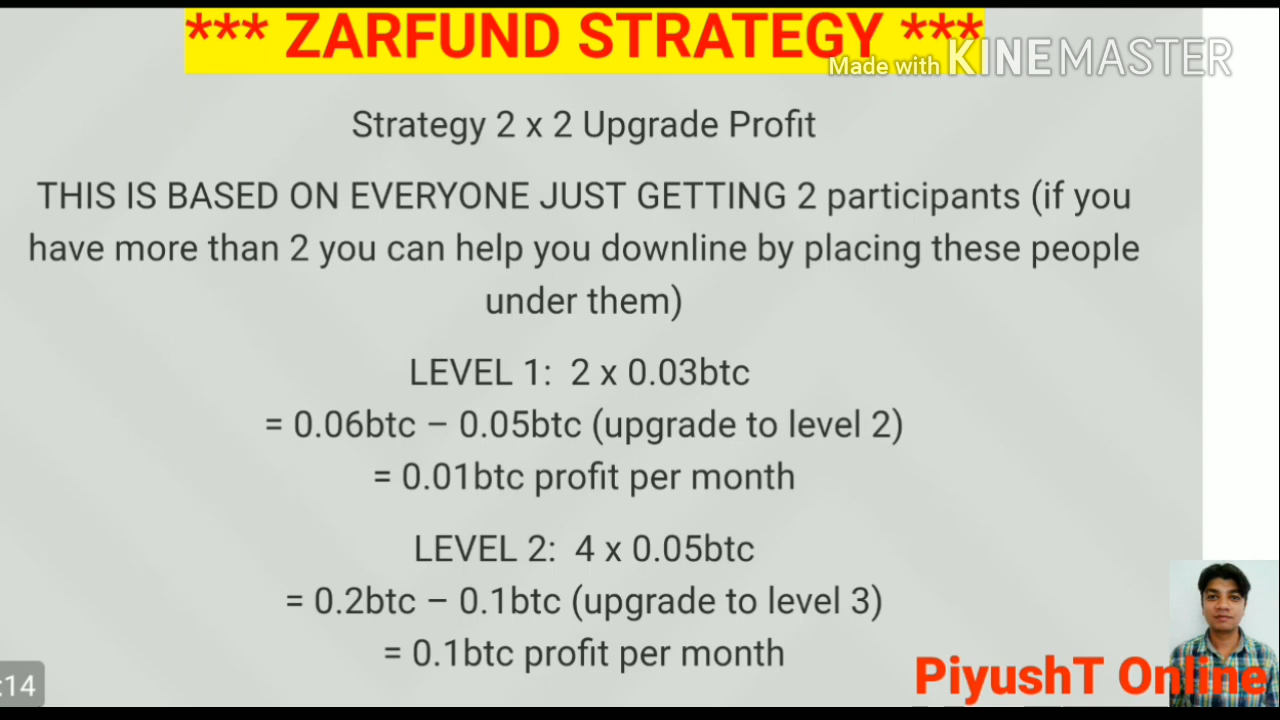 *** ZARFUND STRATEGY ***
Made with KINEMASTER
Strategy 2 x 2 Upgrade Profit
THIS IS BASED ON EVERYONE JUST GETTING 2 participants (if you
have more than 2 you can help you downline by placing these people
under them)
LEVEL 1: 2 x 0.03btc
= 0.06btc – 0.05btc (upgrade to level 2)
= 0.01btc profit per month
LEVEL 2: 4 x 0.05btc
= 0.2btc – 0.1btc (upgrade to level 3)
= 0.1btc profit per month
:14
PiyushT Online